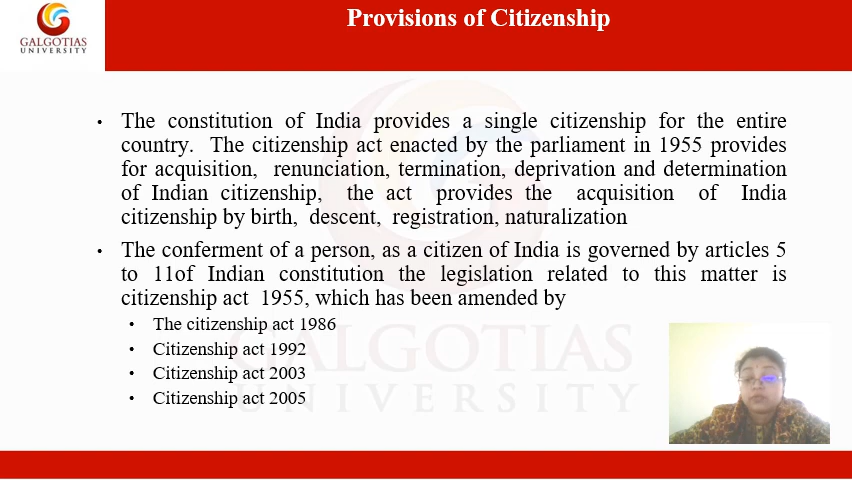 Provisions of Citizenship
GALGOTIAS
UNIVERSITY
• The constitution of India provides a single citizenship for the entire
country. The citizenship act enacted by the parliament in 1955 provides
for acquisition, renunciation, termination, deprivation and determination
of Indian citizenship, the act provides the acquisition of India
citizenship by birth, descent, registration, naturalization
• The conferment of a person, as a citizen of India is governed by articles 5
to 11of Indian constitution the legislation related to this matter is
citizenship act 1955, which has been amended by
• The citizenship act 1986
• Citizenship act 1992
• Citizenship act 2003
• Citizenship act 2005
GALGOTIAS
UNIVERSITY